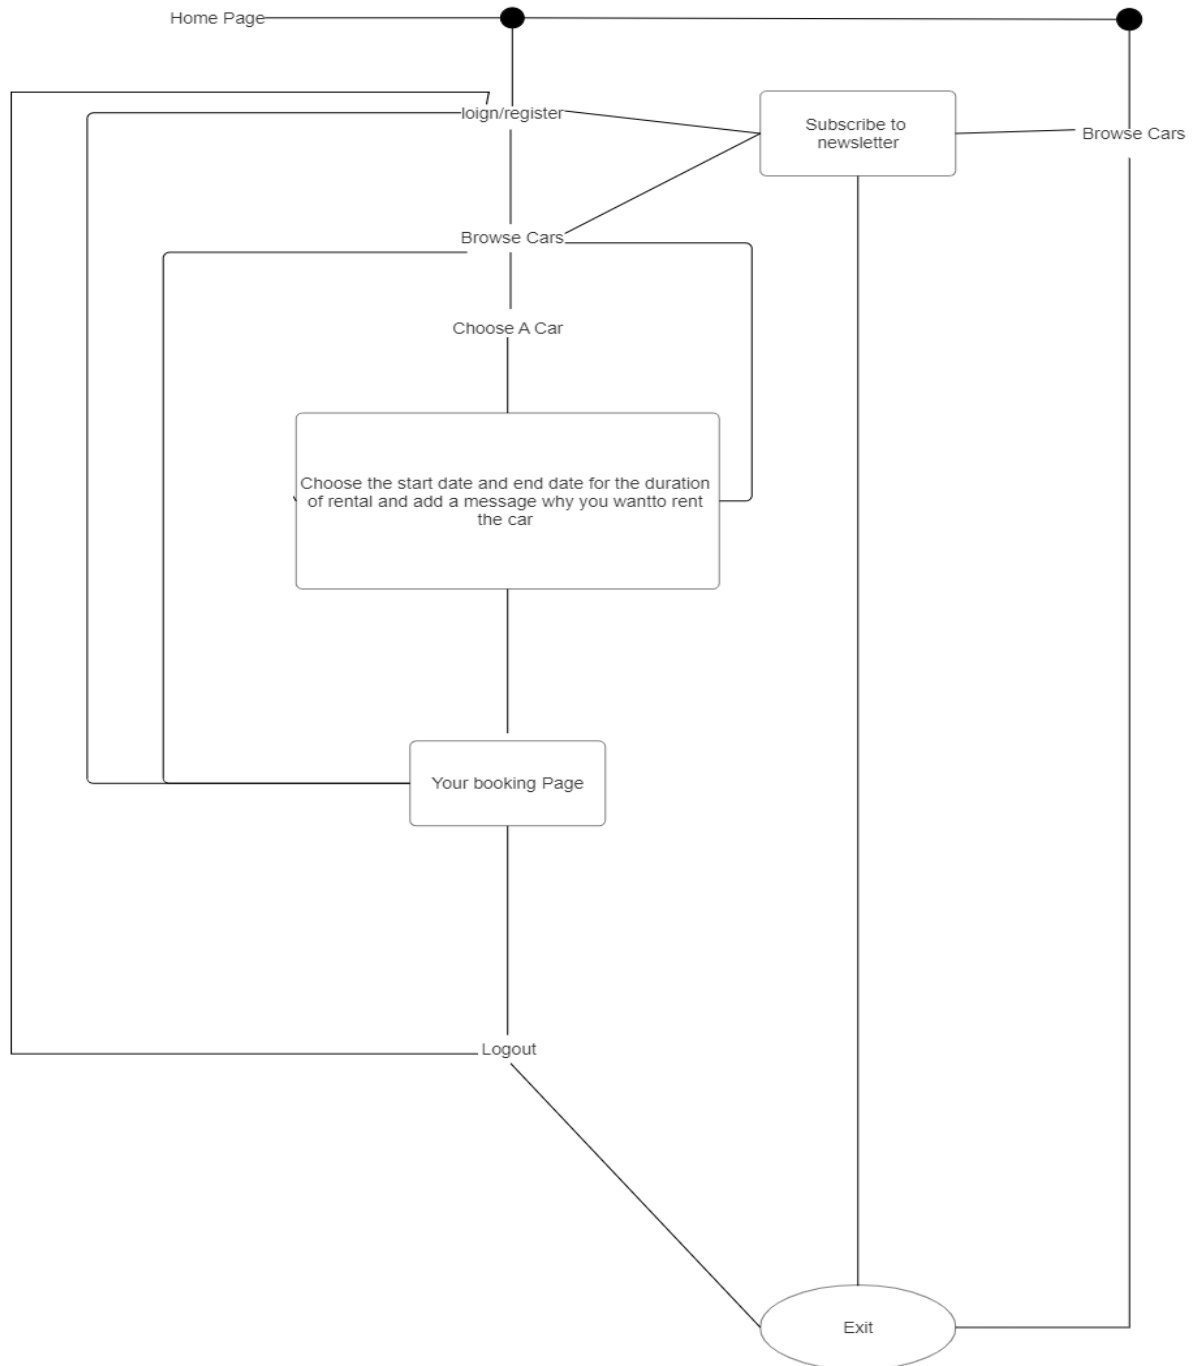 Home Page
loign/register
Subscribe to
newsletter
Browse Cars
Browse Cars
Choose A Car
Choose the start date and end date for the duration
of rental and add a message why you wantto rent
the car
Your booking Page
Logout
Exit